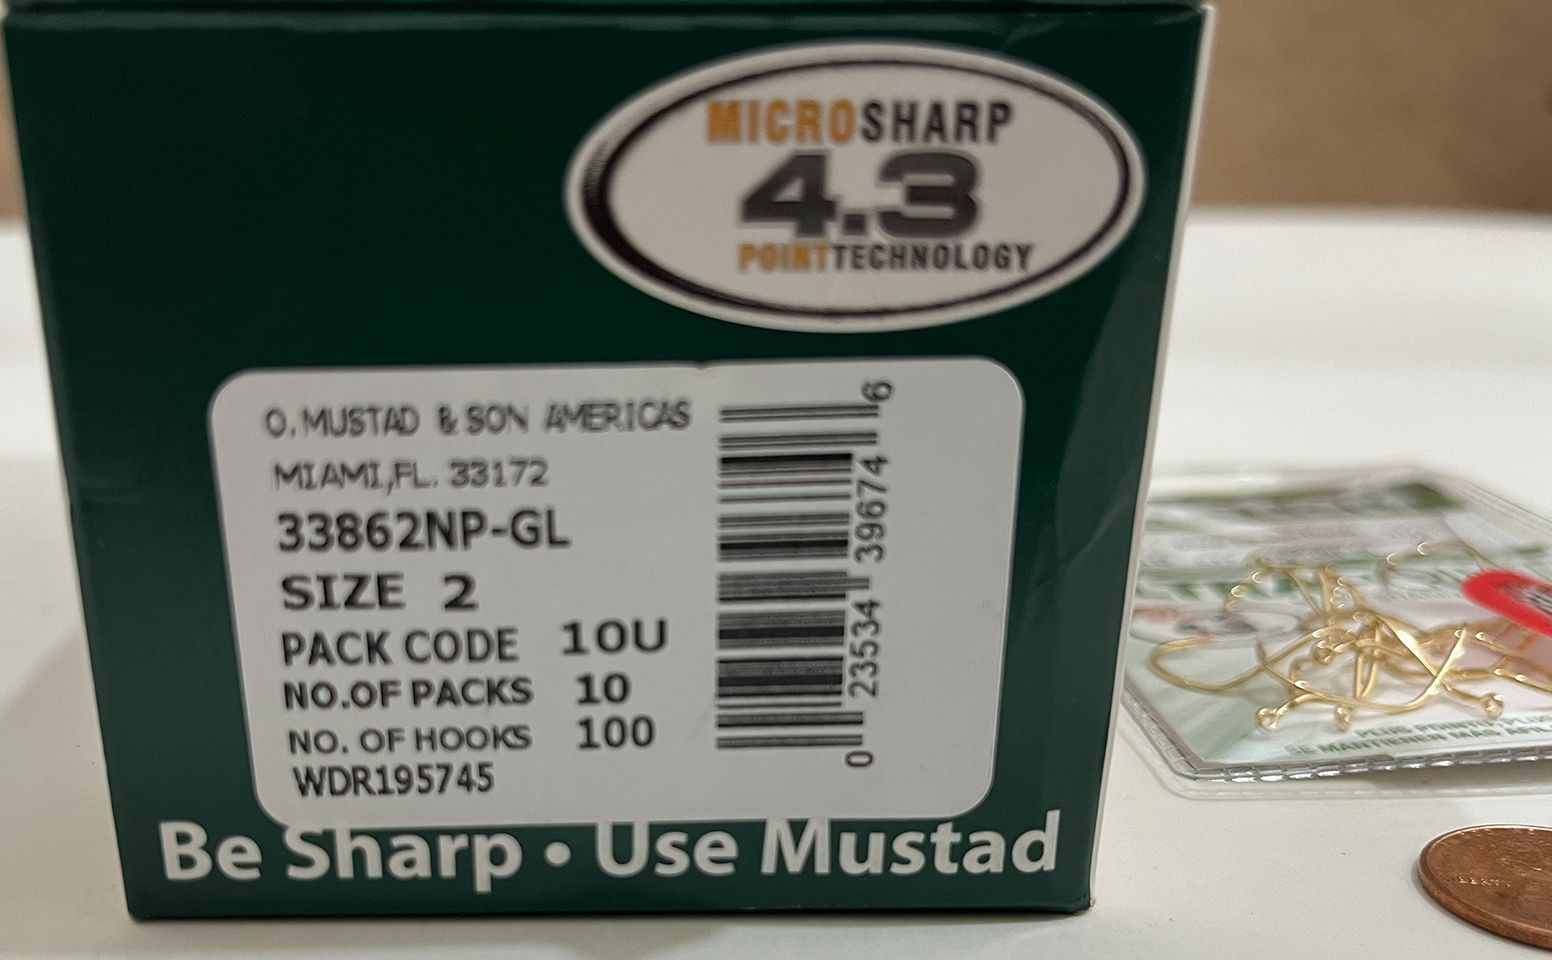 MICROSHARP
4.3
POINTTECHNOLOGY
O. MUSTAD & SON AMERICAS
MIAMI,FL. 33172
33862NP-GL
SIZE 2
PACK CODE 10U
NO.OF PACKS 10
NO. OF HOOKS 100
WDR195745
0 23534 39674 6
Be Sharp • Use Mustad